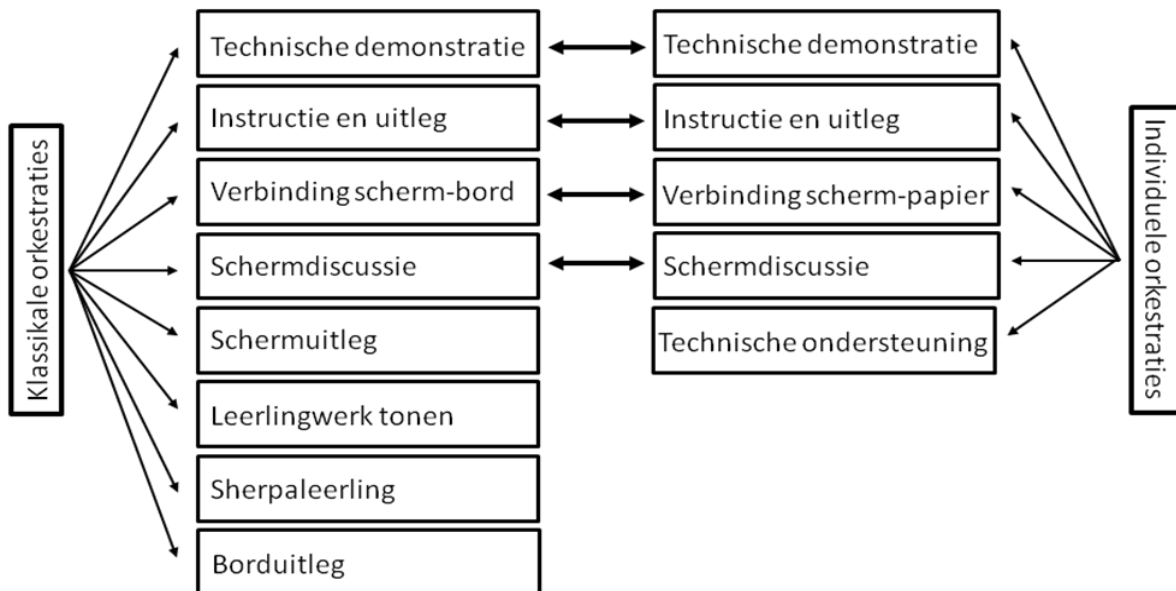 Klassikale orkestraties
Technische demonstratie
Instructie en uitleg
Verbinding scherm-bord
Schermdiscussie
Schermuitleg
Leerlingwerk tonen
Sherpaleerling
Borduitleg
Technische demonstratie
Instructie en uitleg
Verbinding scherm-papier
Schermdiscussie
Technische ondersteuning
Individuele orkestraties